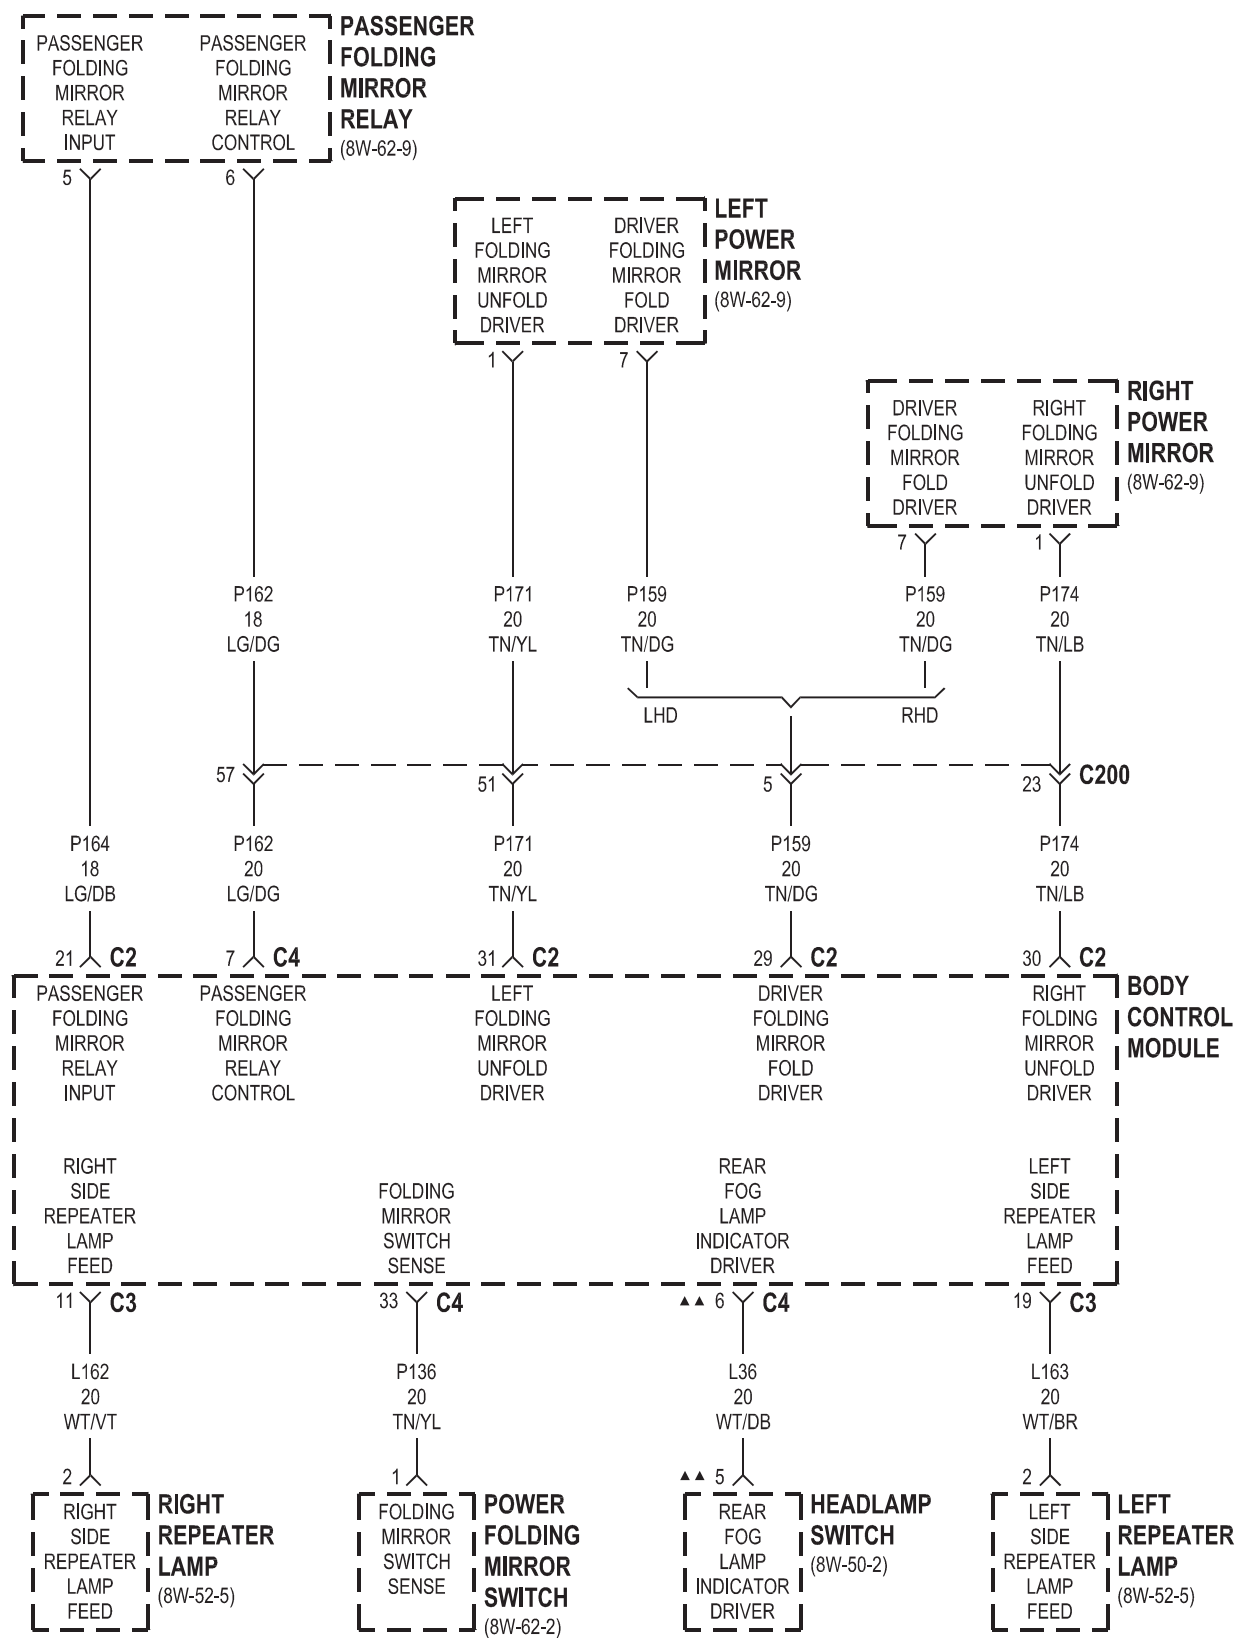 PASSENGER
FOLDING
MIRROR
RELAY
INPUT
PASSENGER
FOLDING
MIRROR
RELAY
CONTROL
PASSENGER
FOLDING
MIRROR
RELAY
(8W-62-9)
5
6
LEFT
FOLDING
MIRROR
UNFOLD
DRIVER
DRIVER
FOLDING
MIRROR
FOLD
DRIVER
LEFT
POWER
MIRROR
(8W-62-9)
1
7
DRIVER
FOLDING
MIRROR
FOLD
DRIVER
RIGHT
FOLDING
MIRROR
UNFOLD
DRIVER
RIGHT
POWER
MIRROR
(8W-62-9)
7
1
P162
18
LG/DG
P171
20
TN/YL
P159
20
TN/DG
P159
20
TN/DG
P174
20
TN/LB
LHD
RHD
57
51
5
23
C200
P164
18
LG/DB
P162
20
LG/DG
P171
20
TN/YL
P159
20
TN/DG
P174
20
TN/LB
21 C2
7 C4
31 C2
29 C2
30 C2
PASSENGER
FOLDING
MIRROR
RELAY
INPUT
PASSENGER
FOLDING
MIRROR
RELAY
CONTROL
LEFT
FOLDING
MIRROR
UNFOLD
DRIVER
DRIVER
FOLDING
MIRROR
FOLD
DRIVER
RIGHT
FOLDING
MIRROR
UNFOLD
DRIVER
BODY
CONTROL
MODULE
RIGHT
SIDE
REPEATER
LAMP
FEED
FOLDING
MIRROR
SWITCH
SENSE
REAR
FOG
LAMP
INDICATOR
DRIVER
LEFT
SIDE
REPEATER
LAMP
FEED
11 C3
33 C4
▲▲ 6 C4
19 C3
L162
20
WT/VT
P136
20
TN/YL
L36
20
WT/DB
L163
20
WT/BR
2
1
▲▲ 5
2
RIGHT
SIDE
REPEATER
LAMP
FEED
RIGHT
REPEATER
LAMP
(8W-52-5)
FOLDING
MIRROR
SWITCH
SENSE
POWER
FOLDING
MIRROR
SWITCH
(8W-62-2)
REAR
FOG
LAMP
INDICATOR
DRIVER
HEADLAMP
SWITCH
(8W-50-2)
LEFT
SIDE
REPEATER
LAMP
FEED
LEFT
REPEATER
LAMP
(8W-52-5)